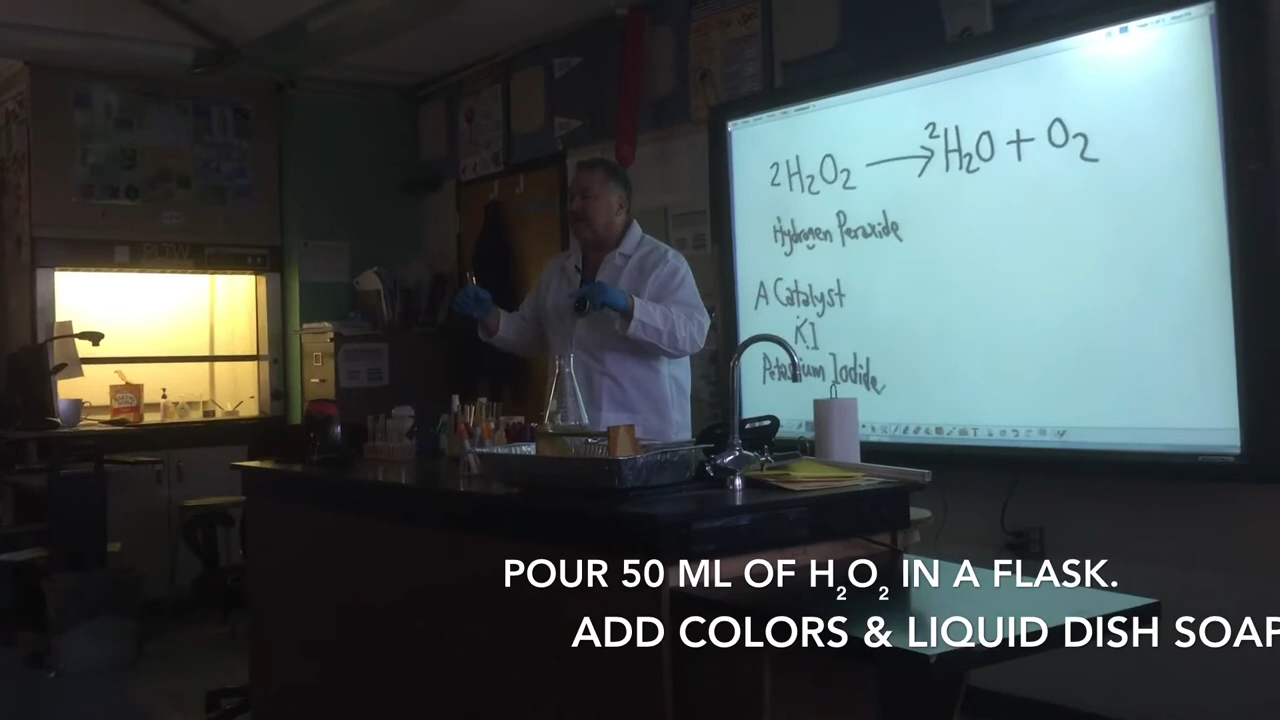 2H₂O₂ → 2H₂O + O₂
Hydrogen Peroxide
A Catalyst
KI
Potassium Iodide
PLTW
POUR 50 ML OF H₂O₂ IN A FLASK.
ADD COLORS & LIQUID DISH SOAP